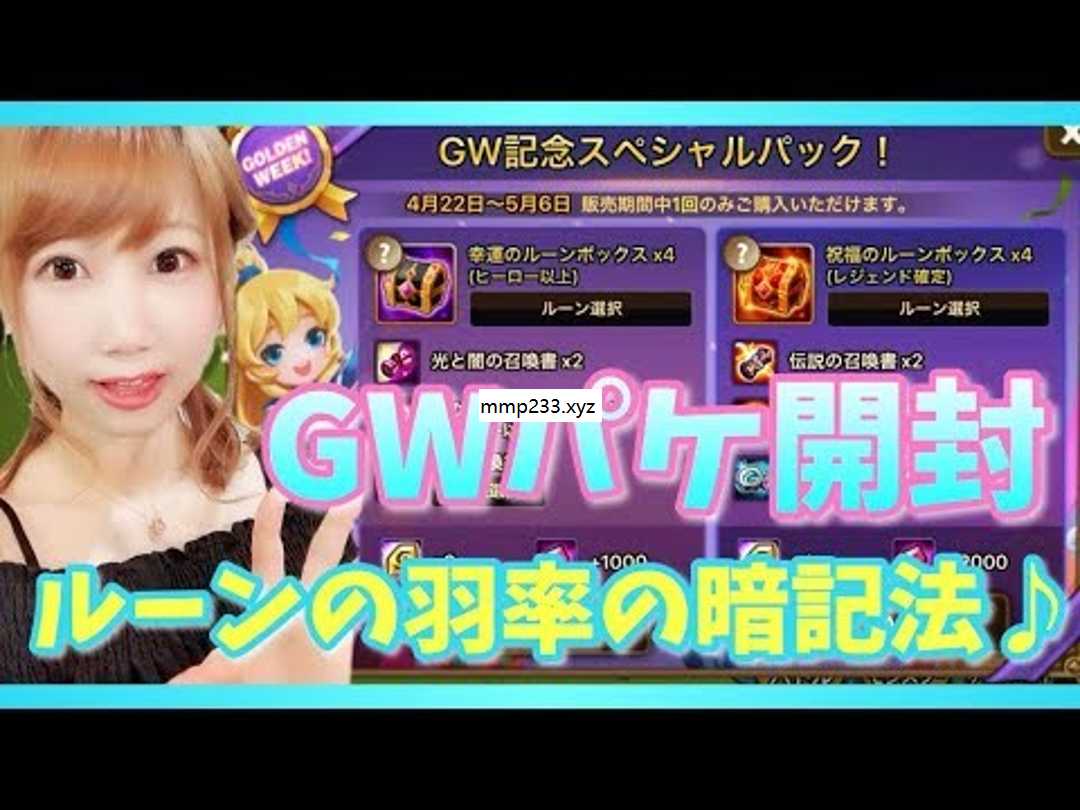 GOLDEN
WEEK!
GW記念スペシャルパック！
4月22日～5月6日 販売期間中1回のみご購入いただけます。
?
幸運のルーンボックス x4
(ヒーロー以上)
ルーン選択
光と闇の召喚書 x2
?
祝福のルーンボックス x4
(レジェンド確定)
ルーン選択
伝説の召喚書 x2
mmp233.xyz
GWパケ開封
+1000
2000
ルーンの羽率の暗記法♪